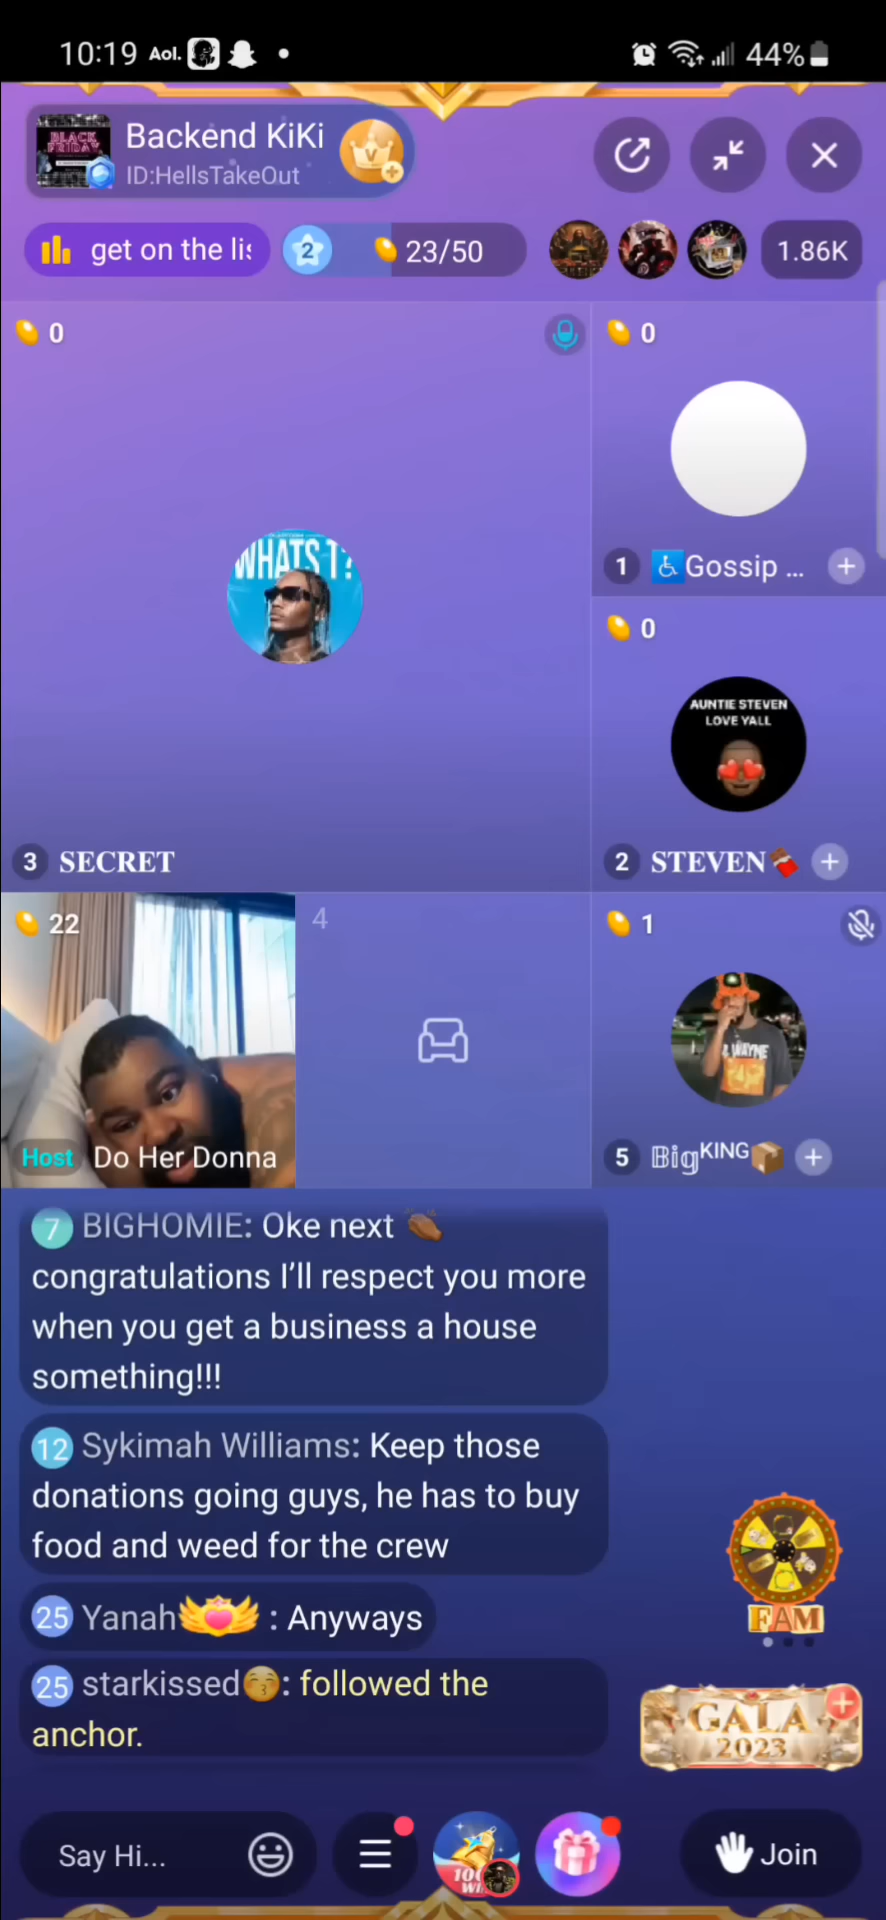 10:19 Aol. 44%
BLACK
FRIDAY
Backend KiKi
V
ID:HellsTakeOut
get on the lis
2
23/50
1.86K
0
0
WHATS T?
1 ♿Gossip ...
0
AUNTIE STEVEN
LOVE YALL
3 SECRET
2 STEVEN🍫
22
4
1
WAYNE
Host Do Her Donna
5 𝔹𝕚𝕘ᴷᴵᴺᴳ📦
7 BIGHOMIE: Oke next 👏🏾
congratulations I'll respect you more
when you get a business a house
something!!!
12 Sykimah Williams: Keep those
donations going guys, he has to buy
food and weed for the crew
25 Yanah : Anyways
FAM
25 starkissed😚: followed the
anchor.
GALA
2023
Say Hi...
Join